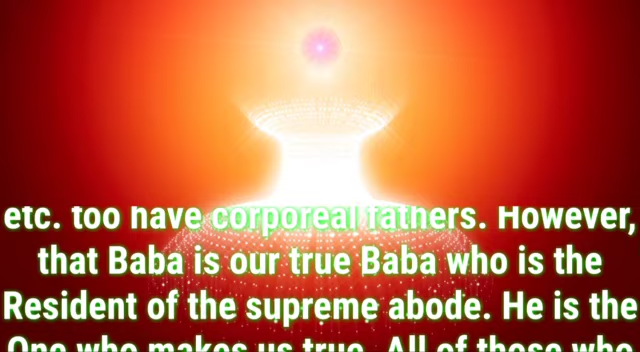 etc. too have corporeal fathers. However,
that Baba is our true Baba who is the
Resident of the supreme abode. He is the
One who makes us true. All of those who